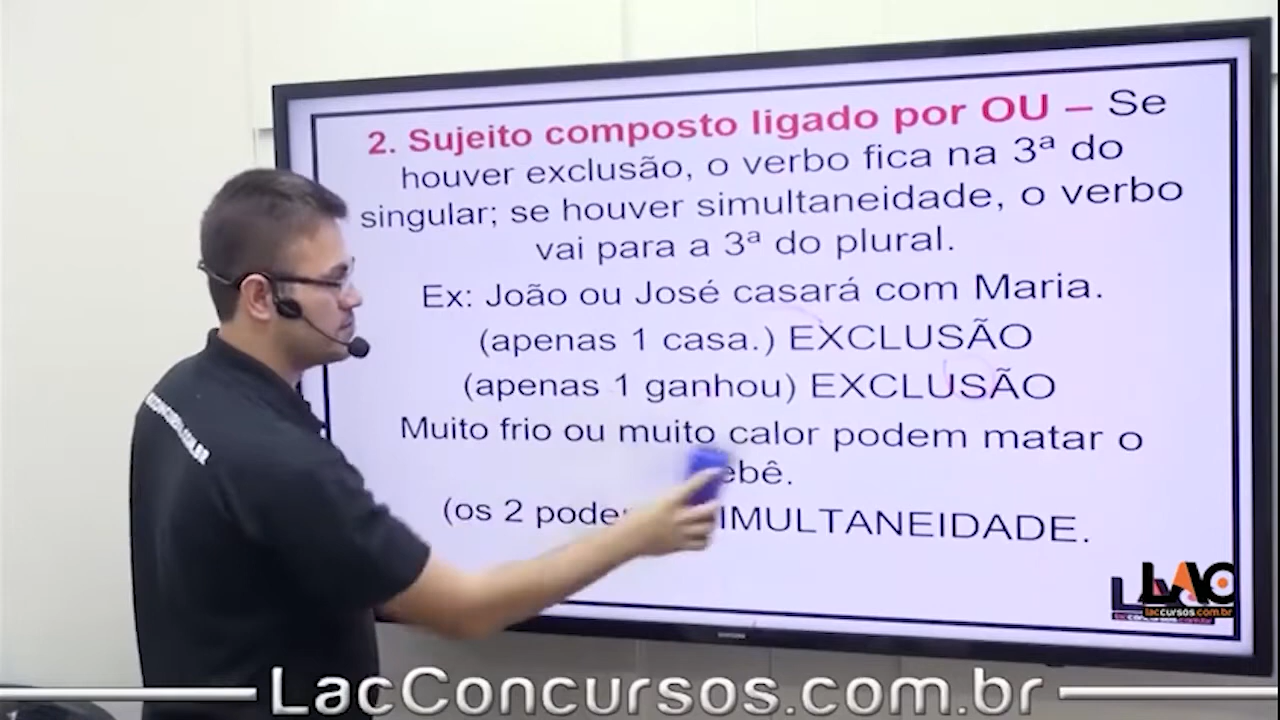 2. Sujeito composto ligado por OU – Se
houver exclusão, o verbo fica na 3ª do
singular; se houver simultaneidade, o verbo
vai para a 3ª do plural.
Ex: João ou José casará com Maria.
(apenas 1 casa.) EXCLUSÃO
(apenas 1 ganhou) EXCLUSÃO
Muito frio ou muito calor podem matar o
ebê.
(os 2 pode IMULTANEIDADE.
LAC
laccursos.com.br
LacConcursos.com.br